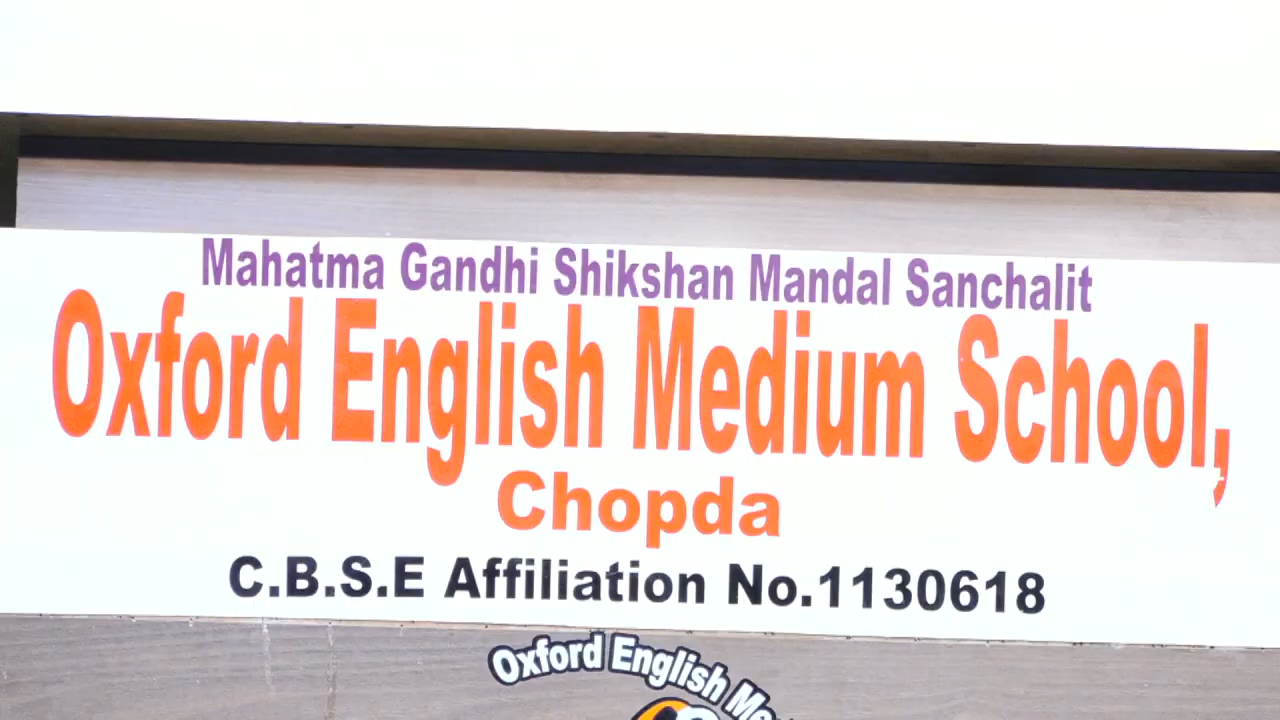 Mahatma Gandhi Shikshan Mandal Sanchalit
Oxford English Medium School,
Chopda
C.B.S.E Affiliation No.1130618
Oxford English